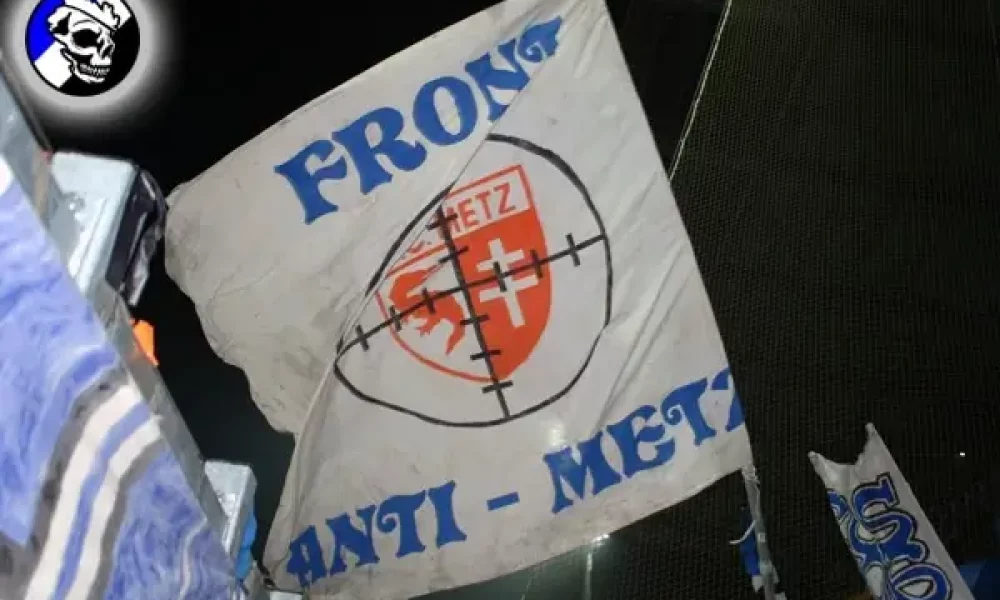 FRONT
F.C. METZ
ANTI - METZ